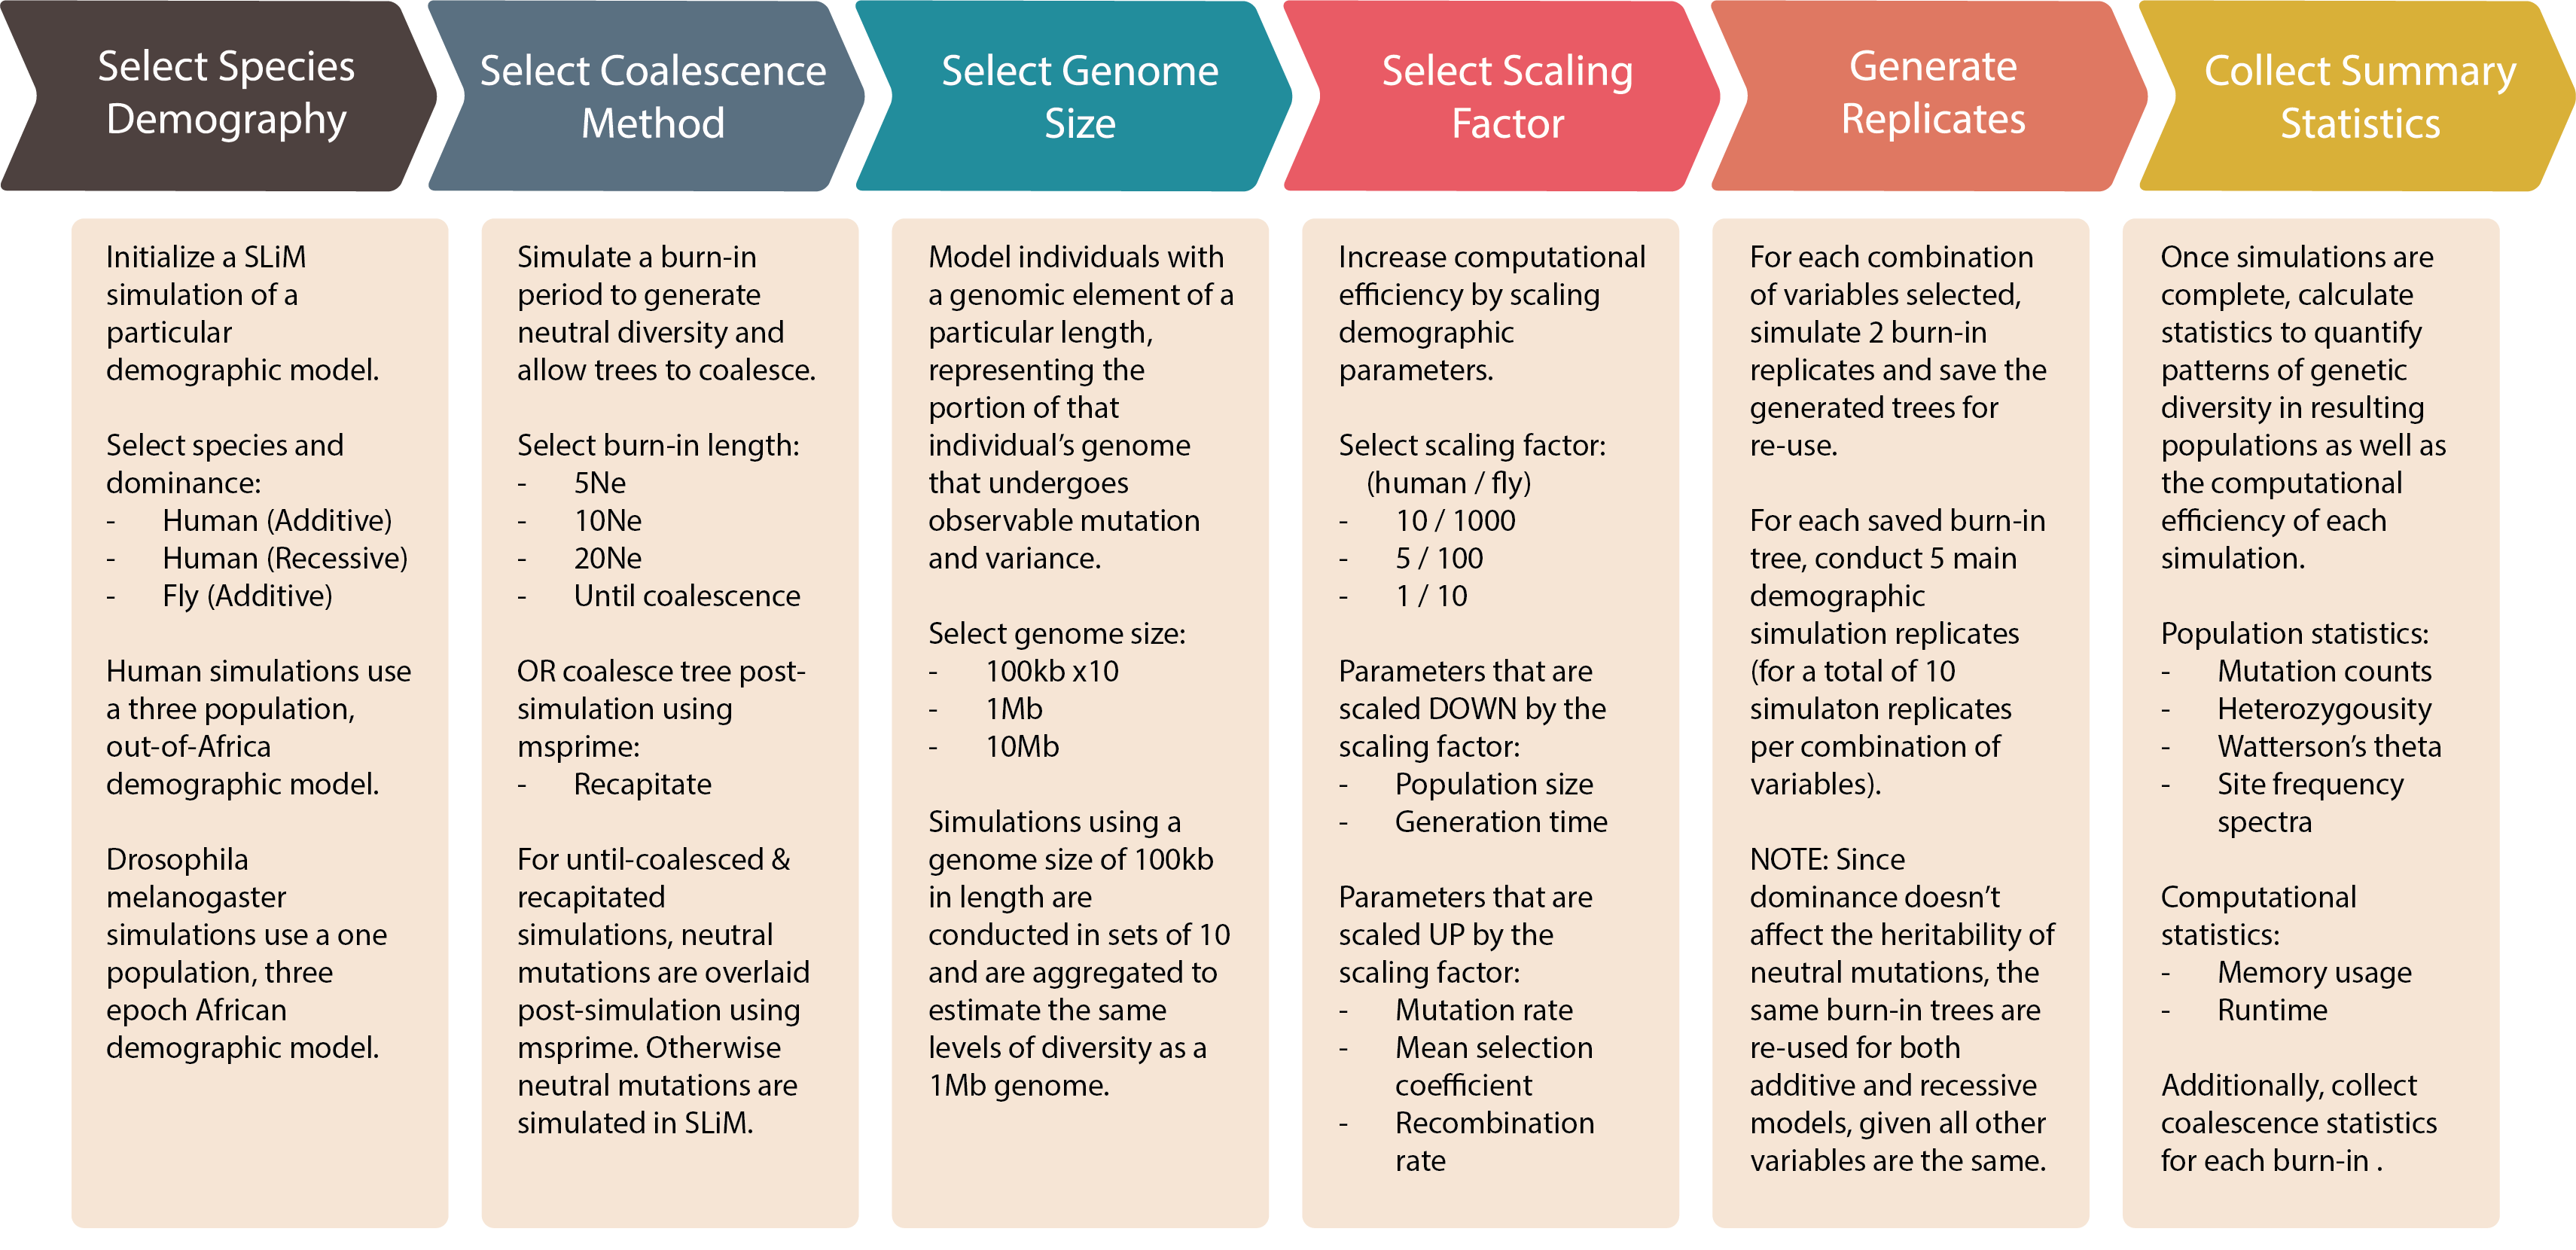 Select Species
Demography
Select Coalescence
Method
Select Genome
Size
Select Scaling
Factor
Generate
Replicates
Collect Summary
Statistics
Initialize a SLiM
simulation of a
particular
demographic model.
Select species and
dominance:
- Human (Additive)
- Human (Recessive)
- Fly (Additive)
Human simulations use
a three population,
out-of-Africa
demographic model.
Drosophila
melanogaster
simulations use a one
population, three
epoch African
demographic model.
Simulate a burn-in
period to generate
neutral diversity and
allow trees to coalesce.
Select burn-in length:
- 5Ne
- 10Ne
- 20Ne
- Until coalescence
OR coalesce tree post-
simulation using
msprime:
- Recapitate
For until-coalesced &
recapitated
simulations, neutral
mutations are overlaid
post-simulation using
msprime. Otherwise
neutral mutations are
simulated in SLiM.
Model individuals with
a genomic element of a
particular length,
representing the
portion of that
individual’s genome
that undergoes
observable mutation
and variance.
Select genome size:
- 100kb x10
- 1Mb
- 10Mb
Simulations using a
genome size of 100kb
in length are
conducted in sets of 10
and are aggregated to
estimate the same
levels of diversity as a
1Mb genome.
Increase computational
efficiency by scaling
demographic
parameters.
Select scaling factor:
(human / fly)
- 10 / 1000
- 5 / 100
- 1 / 10
Parameters that are
scaled DOWN by the
scaling factor:
- Population size
- Generation time
Parameters that are
scaled UP by the
scaling factor:
- Mutation rate
- Mean selection
coefficient
- Recombination
rate
For each combination
of variables selected,
simulate 2 burn-in
replicates and save the
generated trees for
re-use.
For each saved burn-in
tree, conduct 5 main
demographic
simulation replicates
(for a total of 10
simulaton replicates
per combination of
variables).
NOTE: Since
dominance doesn’t
affect the heritability of
neutral mutations, the
same burn-in trees are
re-used for both
additive and recessive
models, given all other
variables are the same.
Once simulations are
complete, calculate
statistics to quantify
patterns of genetic
diversity in resulting
populations as well as
the computational
efficiency of each
simulation.
Population statistics:
- Mutation counts
- Heterozygousity
- Watterson’s theta
- Site frequency
spectra
Computational
statistics:
- Memory usage
- Runtime
Additionally, collect
coalescence statistics
for each burn-in .